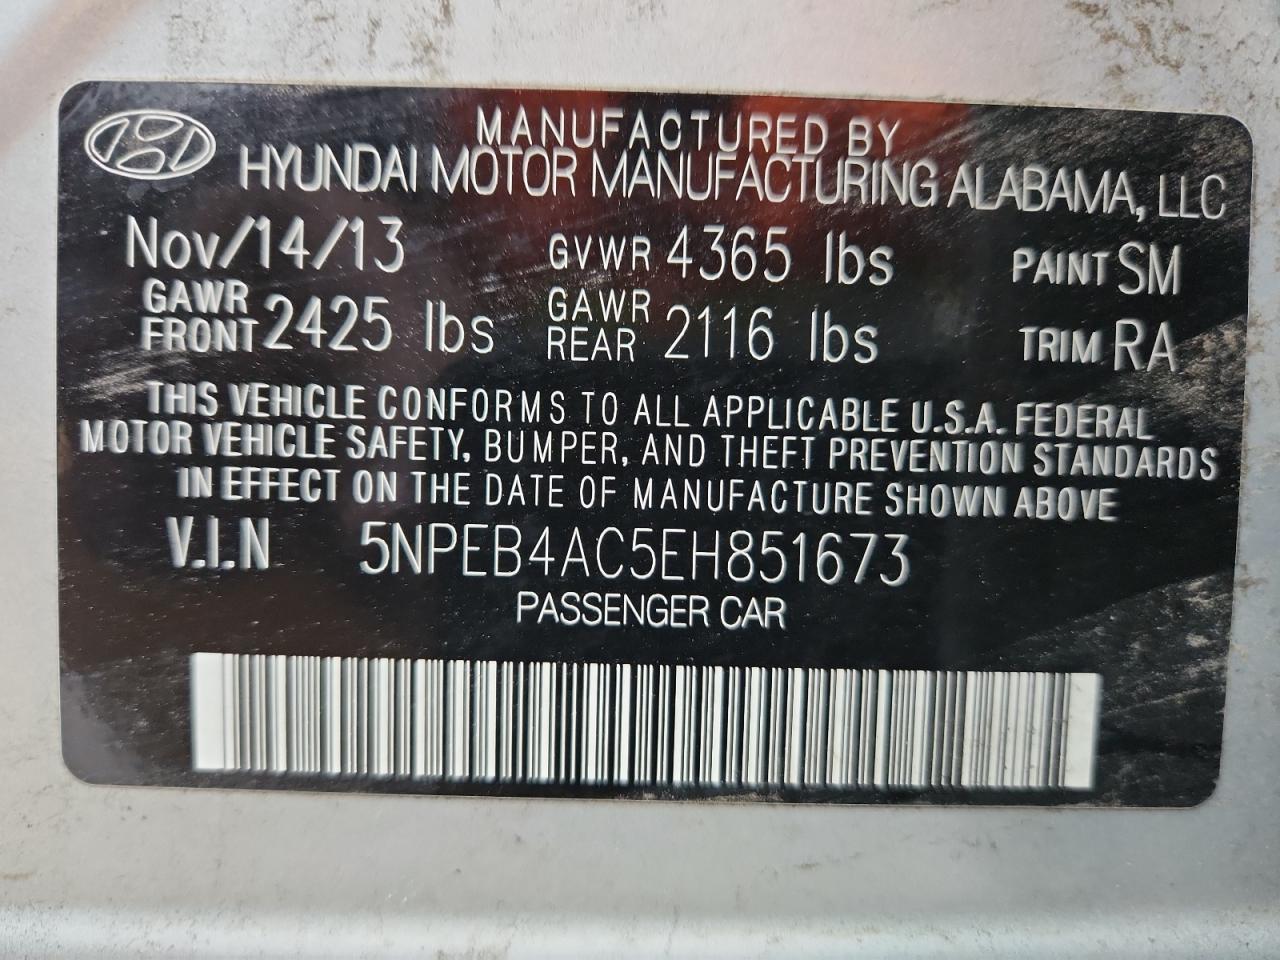 MANUFACTURED BY
HYUNDAI MOTOR MANUFACTURING ALABAMA, LLC
Nov/14/13 GVWR 4365 lbs PAINT SM
GAWR FRONT 2425 lbs GAWR REAR 2116 lbs TRIM RA
THIS VEHICLE CONFORMS TO ALL APPLICABLE U.S.A. FEDERAL
MOTOR VEHICLE SAFETY, BUMPER, AND THEFT PREVENTION STANDARDS
IN EFFECT ON THE DATE OF MANUFACTURE SHOWN ABOVE
V.I.N 5NPEB4AC5EH851673
PASSENGER CAR